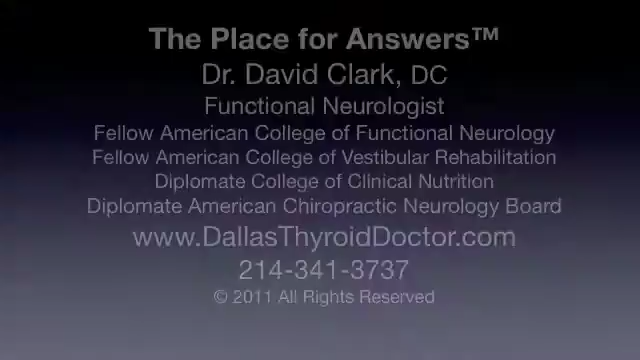 The Place for Answers™
Dr. David Clark, DC
Functional Neurologist
Fellow American College of Functional Neurology
Fellow American College of Vestibular Rehabilitation
Diplomate College of Clinical Nutrition
Diplomate American Chiropractic Neurology Board
www.DallasThyroidDoctor.com
214-341-3737
© 2011 All Rights Reserved